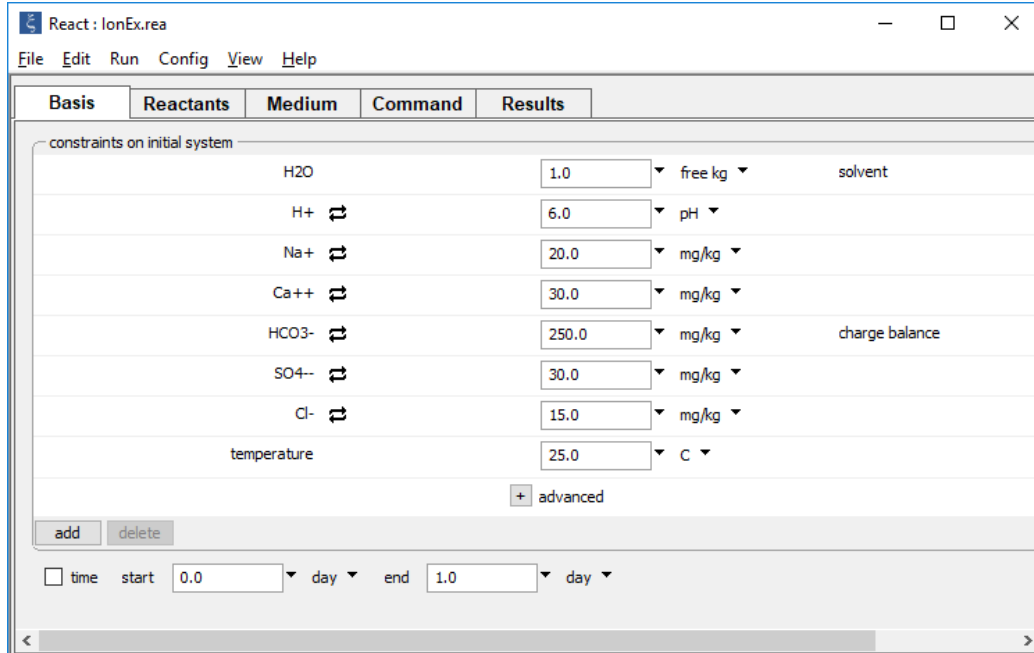 React : IonEx.rea
File Edit Run Config View Help
Basis Reactants Medium Command Results
constraints on initial system
H2O 1.0 free kg solvent
H+ 6.0 pH
Na+ 20.0 mg/kg
Ca++ 30.0 mg/kg
HCO3- 250.0 mg/kg charge balance
SO4-- 30.0 mg/kg
Cl- 15.0 mg/kg
temperature 25.0 C
+ advanced
add delete
time start 0.0 day end 1.0 day